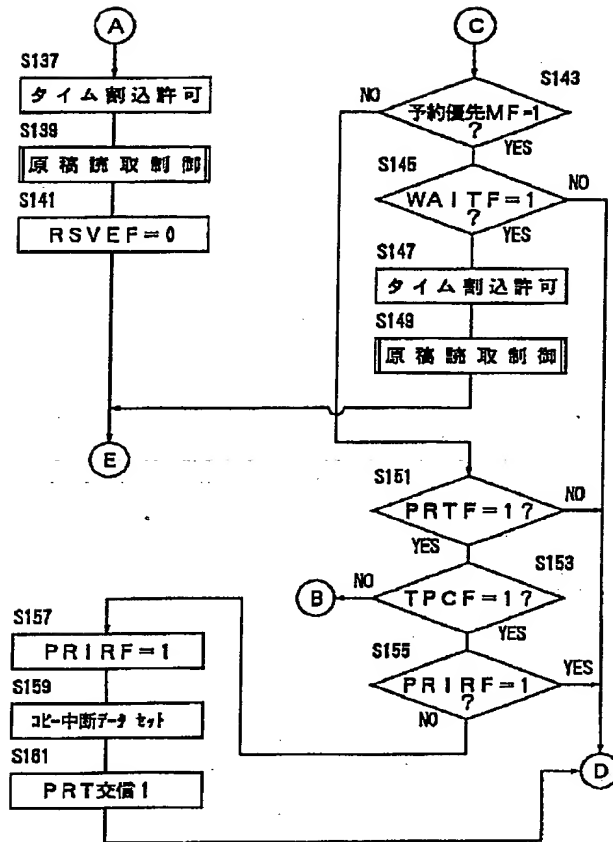 A
S137
タイム割込許可
S139
原稿読取制御
S141
RSVEF=0
E
C
S143
予約優先MF=1
?
NO
YES
S145
WAITF=1
?
NO
YES
S147
タイム割込許可
S149
原稿読取制御
S151
PRTF=1?
NO
YES
S153
TPCF=1?
NO
B
YES
S155
PRIRF=1
?
YES
NO
S157
PRIRF=1
S159
コピー中断データセット
S161
PRT交信1
D